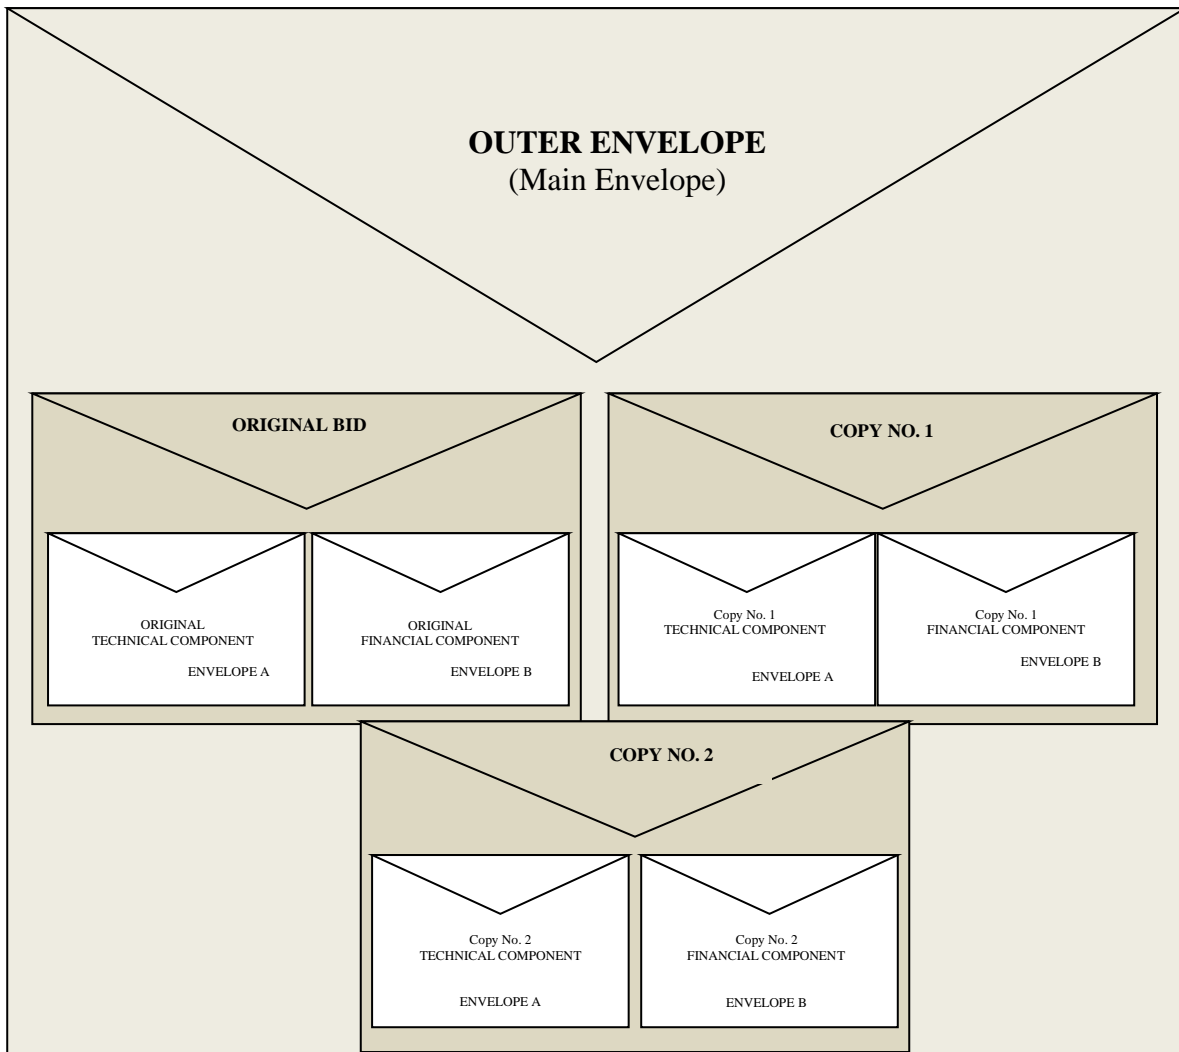 OUTER ENVELOPE
(Main Envelope)
ORIGINAL BID
ORIGINAL
TECHNICAL COMPONENT
ENVELOPE A
ORIGINAL
FINANCIAL COMPONENT
ENVELOPE B
COPY NO. 1
Copy No. 1
TECHNICAL COMPONENT
ENVELOPE A
Copy No. 1
FINANCIAL COMPONENT
ENVELOPE B
COPY NO. 2
Copy No. 2
TECHNICAL COMPONENT
ENVELOPE A
Copy No. 2
FINANCIAL COMPONENT
ENVELOPE B